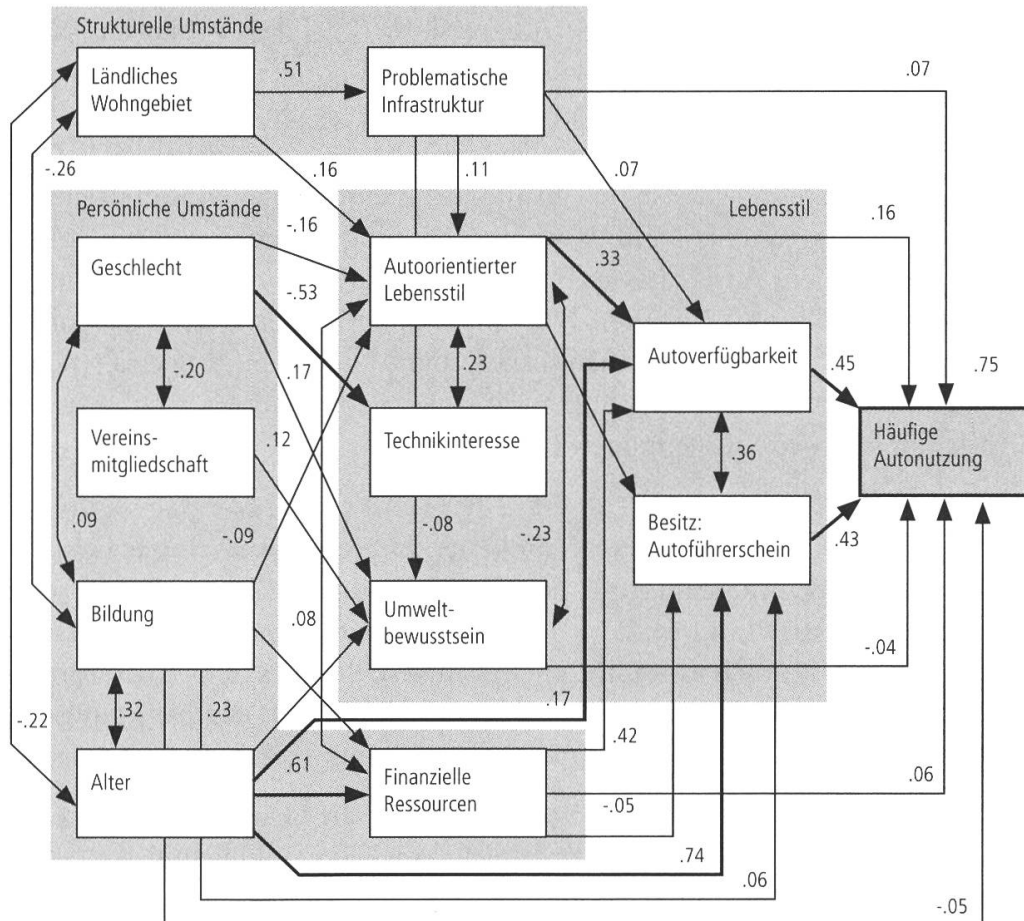 Strukturelle Umstände
Ländliches
Wohngebiet
.51
Problematische
Infrastruktur
.07
-.26
.16
.11
.07
Persönliche Umstände
Lebensstil
-.16
.16
Geschlecht
Autoorientierter
Lebensstil
.33
-.53
Autoverfügbarkeit
-.20
.17
.23
.45
.75
Vereins-
mitgliedschaft
.12
Technikinteresse
.36
Häufige
Autonutzung
.09
-.09
-.08
-.23
Besitz:
Autoführerschein
.43
Bildung
.08
Umwelt-
bewusstsein
-.04
-.22
.32
.23
.17
.42
Alter
.61
Finanzielle
Ressourcen
-.05
.06
.74
.06
-.05